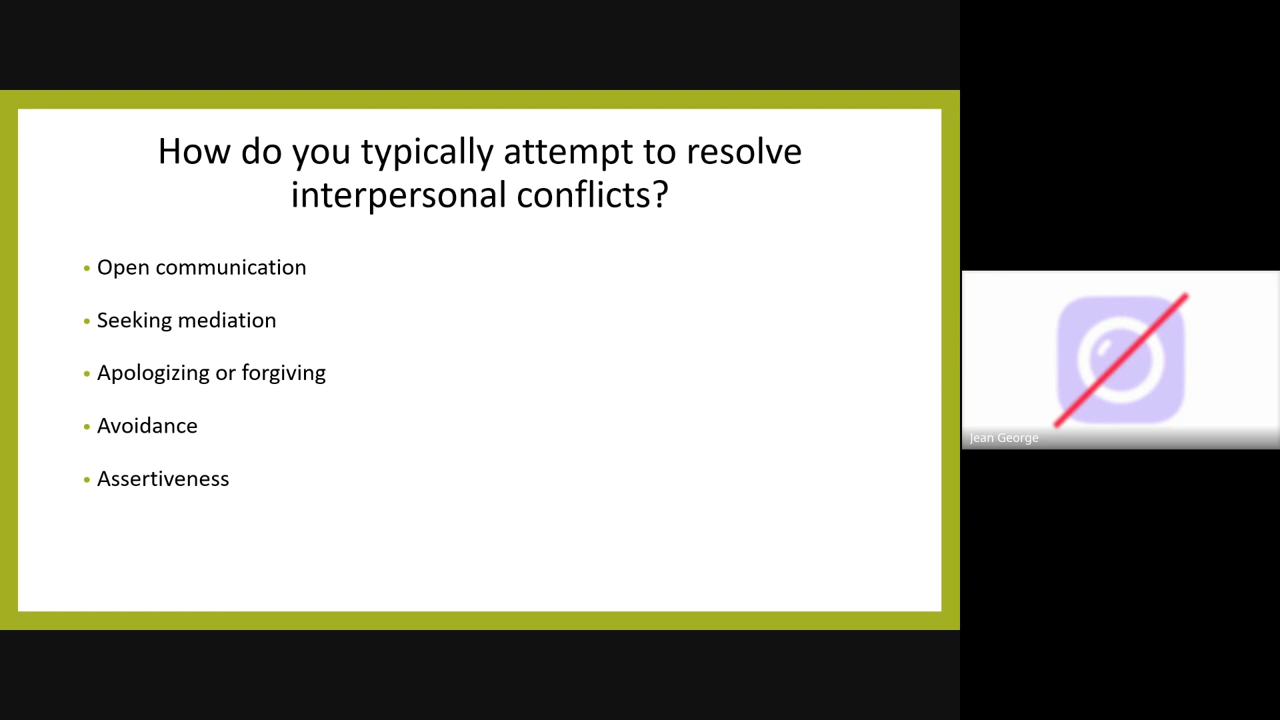 How do you typically attempt to resolve
interpersonal conflicts?
• Open communication
• Seeking mediation
• Apologizing or forgiving
• Avoidance
• Assertiveness
Jean George